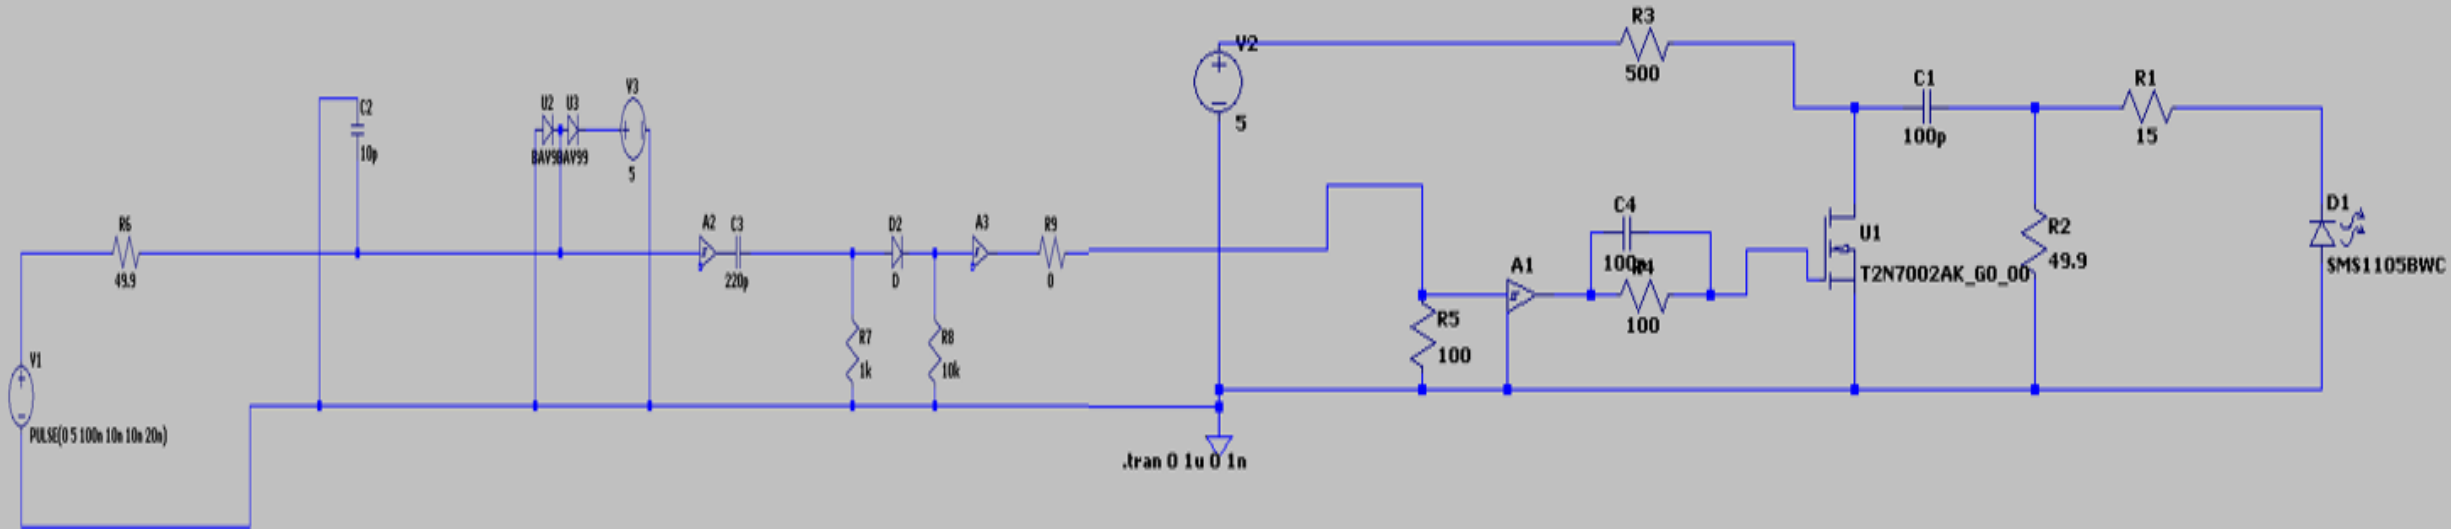 R3
500
V2
5
C1
100p
R1
15
C2
10p
U2
U3
BAV99
V3
5
R6
49.9
A2
C3
220p
D2
D
A3
R9
0
C4
R4
100
A1
U1
T2N7002AK_G0_00
R2
49.9
D1
SMS1105BWC
R5
100
R7
1k
R8
10k
V1
PULSE(0 5 100n 10n 10n 20n)
.tran 0 1u 0 1n